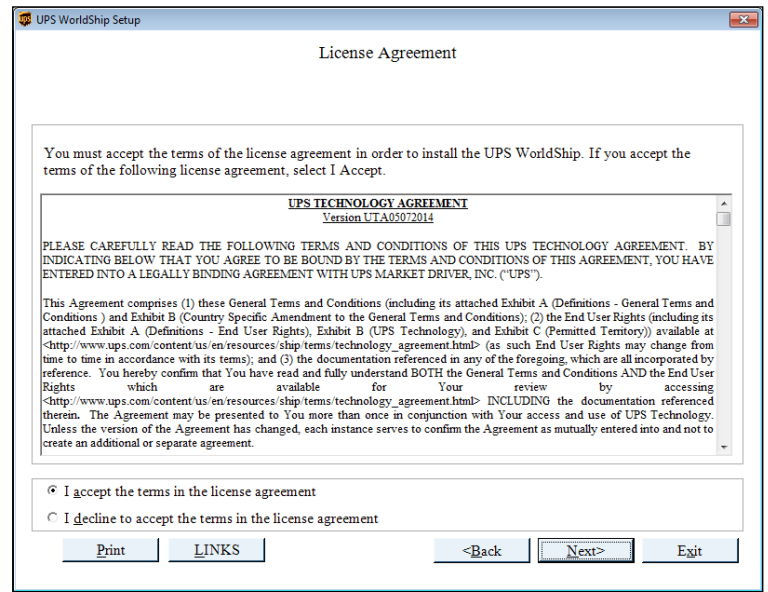 UPS WorldShip Setup
License Agreement
You must accept the terms of the license agreement in order to install the UPS WorldShip. If you accept the
terms of the following license agreement, select I Accept.
UPS TECHNOLOGY AGREEMENT
Version UTA05072014
PLEASE CAREFULLY READ THE FOLLOWING TERMS AND CONDITIONS OF THIS UPS TECHNOLOGY AGREEMENT. BY
INDICATING BELOW THAT YOU AGREE TO BE BOUND BY THE TERMS AND CONDITIONS OF THIS AGREEMENT, YOU HAVE
ENTERED INTO A LEGALLY BINDING AGREEMENT WITH UPS MARKET DRIVER, INC. (“UPS”).
This Agreement comprises (1) these General Terms and Conditions (including its attached Exhibit A (Definitions - General Terms and
Conditions ) and Exhibit B (Country Specific Amendment to the General Terms and Conditions); (2) the End User Rights (including its
attached Exhibit A (Definitions - End User Rights), Exhibit B (UPS Technology), and Exhibit C (Permitted Territory)) available at
<http://www.ups.com/content/us/en/resources/ship/terms/technology_agreement.html> (as such End User Rights may change from
time to time in accordance with its terms); and (3) the documentation referenced in any of the foregoing, which are all incorporated by
reference. You hereby confirm that You have read and fully understand BOTH the General Terms and Conditions AND the End User
Rights which are available for Your review by accessing
<http://www.ups.com/content/us/en/resources/ship/terms/technology_agreement.html> INCLUDING the documentation referenced
therein. The Agreement may be presented to You more than once in conjunction with Your access and use of UPS Technology.
Unless the version of the Agreement has changed, each instance serves to confirm the Agreement as mutually entered into and not to
create an additional or separate agreement.
I accept the terms in the license agreement
I decline to accept the terms in the license agreement
Print LINKS <Back Next> Exit